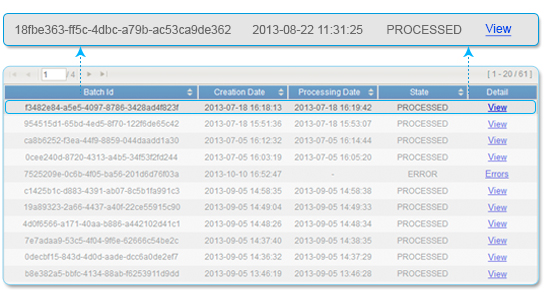 18fbe363-ff5c-4dbc-a79b-ac53ca9de362 2013-08-22 11:31:25 PROCESSED View
1 / 4 [ 1 - 20 / 61 ]
Batch Id Creation Date Processing Date State Detail
f3482e84-a5e5-4097-8786-3428ad4f823f 2013-07-18 16:18:13 2013-07-18 16:19:42 PROCESSED View
954515d1-65bd-4ed5-8f70-122f6de65c42 2013-07-18 15:51:36 2013-07-18 15:53:07 PROCESSED View
ca8b6252-f3ea-44f9-8859-044daadd1a30 2013-07-12 06:32:12 2013-07-12 16:14:44 PROCESSED View
0cee240d-8720-4313-a4b5-34f53f2fd244 2013-07-05 16:03:19 2013-07-05 16:05:20 PROCESSED View
7525209e-0c6b-4f05-ba56-201d6d76f03a 2013-10-10 16:52:47 - ERROR Errors
c1425b1c-d883-4391-ab07-8c5b1fa991c3 2013-09-05 14:58:35 2013-09-05 14:58:38 PROCESSED View
19a89323-2a66-4437-a40f-22ce55915c90 2013-09-05 14:49:04 2013-09-05 14:49:33 PROCESSED View
4d0f6566-a171-40aa-b886-a442102d41c1 2013-09-05 14:48:26 2013-09-05 14:48:34 PROCESSED View
7e7adaa9-53c5-4f04-9f6e-62666c54be2c 2013-09-05 14:37:40 2013-09-05 14:38:35 PROCESSED View
0decbf15-843d-4d0d-aade-dcc6a0de2ef7 2013-09-05 14:36:32 2013-09-05 14:37:29 PROCESSED View
b8e382a5-bbfc-4134-88ab-f6253911d9dd 2013-09-05 13:46:19 2013-09-05 13:46:28 PROCESSED View